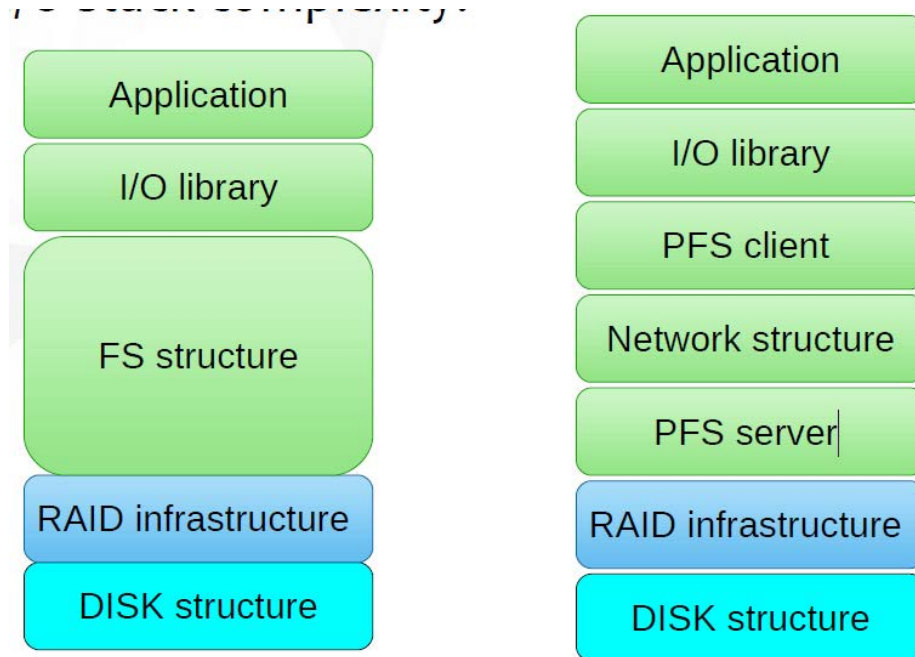 Application
I/O library
FS structure
RAID infrastructure
DISK structure
Application
I/O library
PFS client
Network structure
PFS server
RAID infrastructure
DISK structure